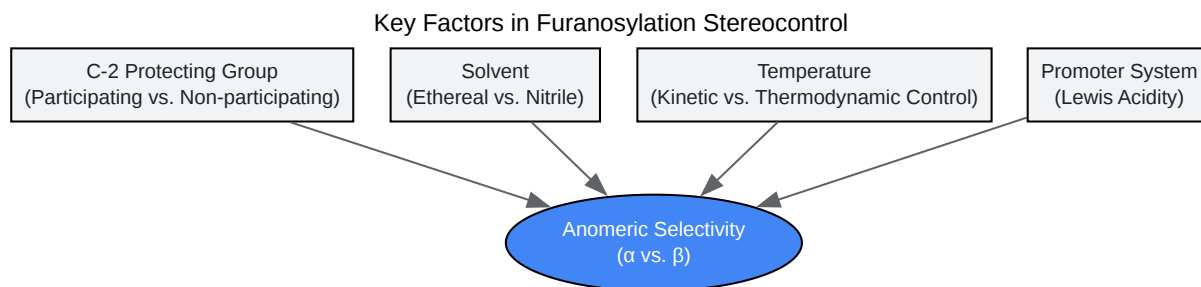 Key Factors in Furanosylation Stereocontrol
C-2 Protecting Group
(Participating vs. Non-participating)
Solvent
(Ethereal vs. Nitrile)
Temperature
(Kinetic vs. Thermodynamic Control)
Promoter System
(Lewis Acidity)
Anomeric Selectivity
(α vs. β)